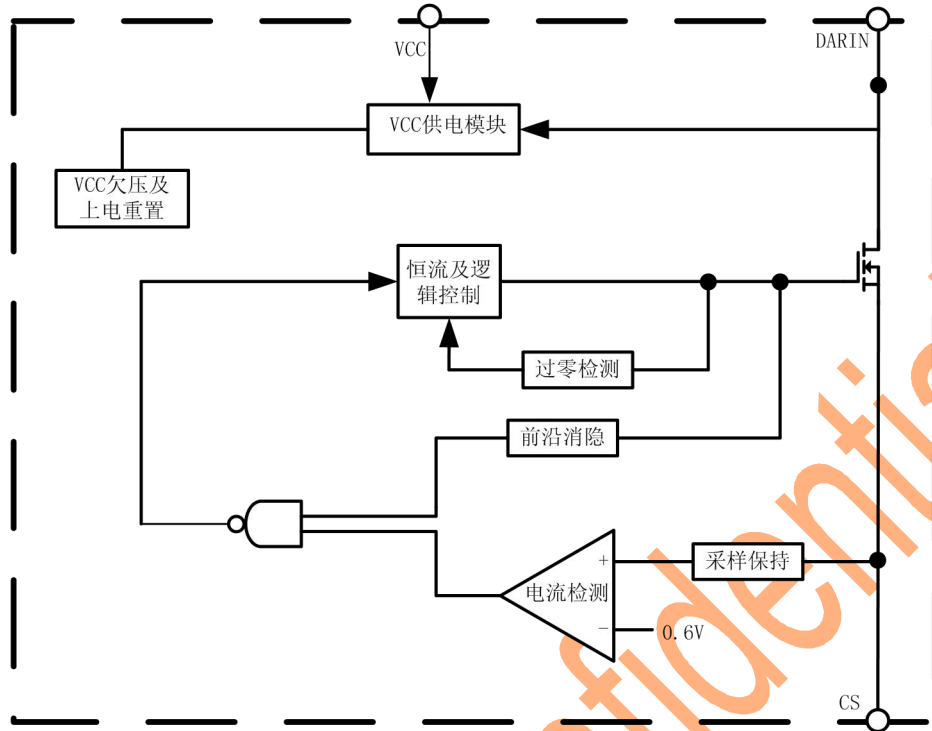 VCC
DARIN
VCC供电模块
VCC欠压及
上电重置
恒流及逻
辑控制
过零检测
前沿消隐
采样保持
+
电流检测
−
0.6V
CS
nfidentia